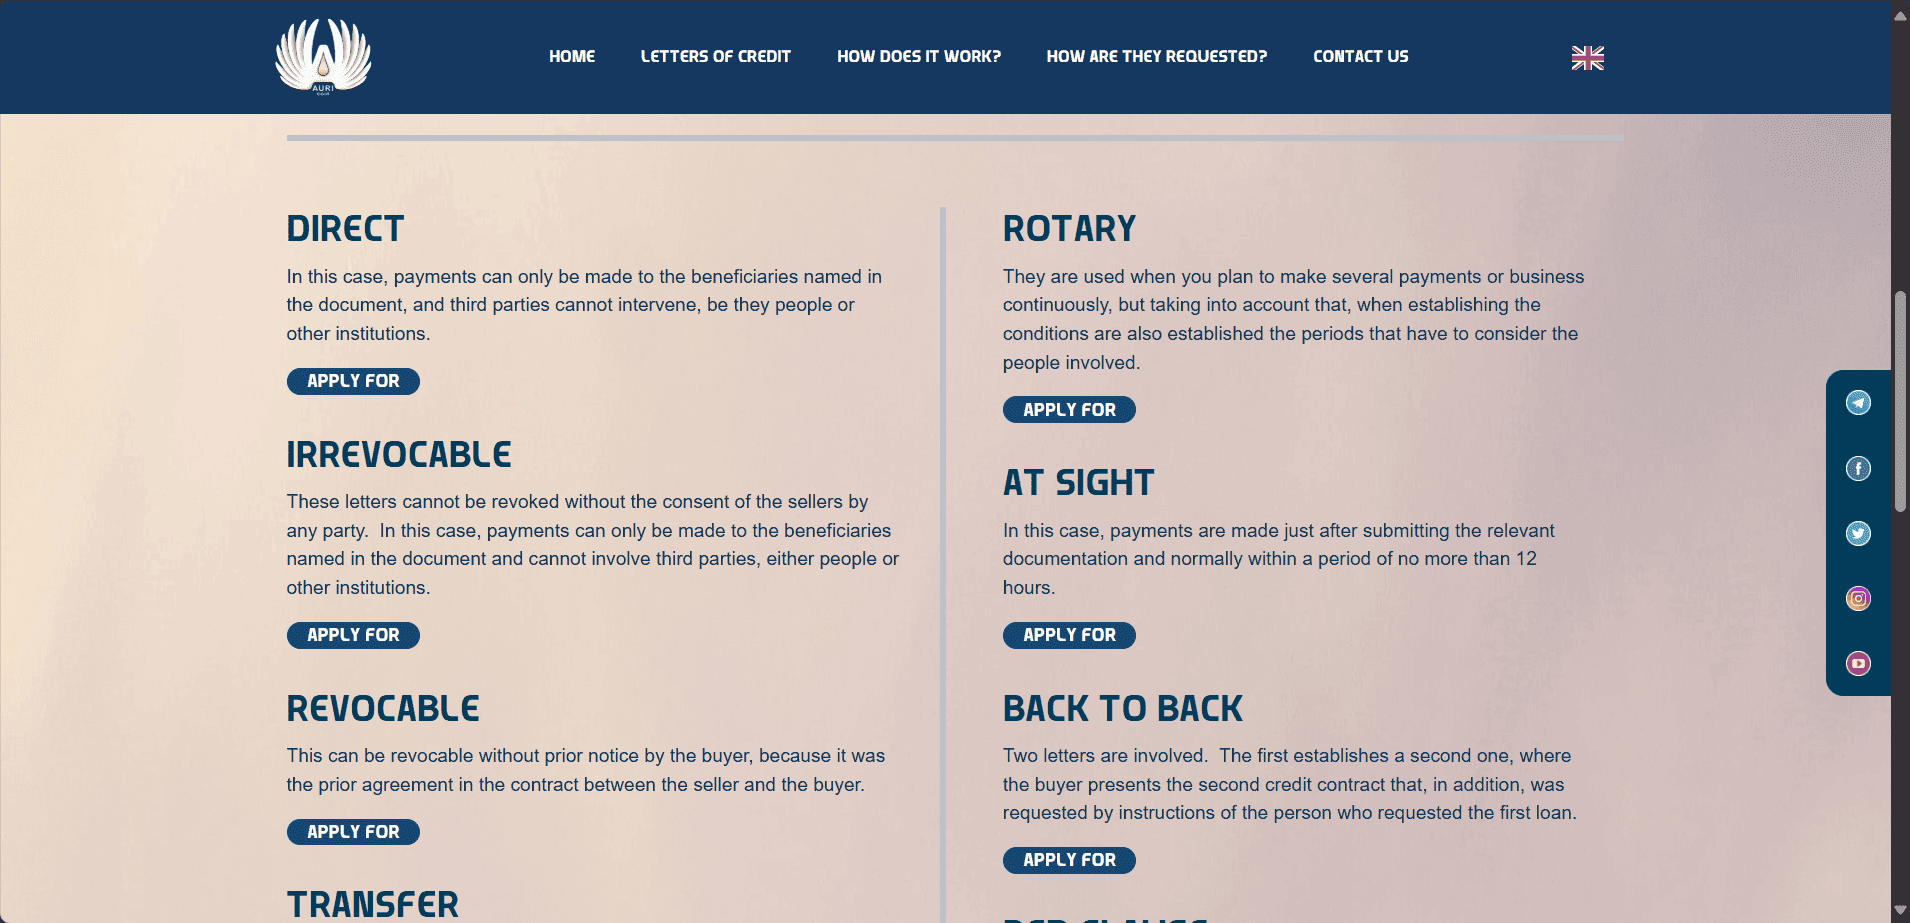 HOME
LETTERS OF CREDIT
HOW DOES IT WORK?
HOW ARE THEY REQUESTED?
CONTACT US
AURI
DIRECT
In this case, payments can only be made to the beneficiaries named in
the document, and third parties cannot intervene, be they people or
other institutions.
APPLY FOR
IRREVOCABLE
These letters cannot be revoked without the consent of the sellers by
any party.  In this case, payments can only be made to the beneficiaries
named in the document and cannot involve third parties, either people or
other institutions.
APPLY FOR
REVOCABLE
This can be revocable without prior notice by the buyer, because it was
the prior agreement in the contract between the seller and the buyer.
APPLY FOR
TRANSFER
ROTARY
They are used when you plan to make several payments or business
continuously, but taking into account that, when establishing the
conditions are also established the periods that have to consider the
people involved.
APPLY FOR
AT SIGHT
In this case, payments are made just after submitting the relevant
documentation and normally within a period of no more than 12
hours.
APPLY FOR
BACK TO BACK
Two letters are involved.  The first establishes a second one, where
the buyer presents the second credit contract that, in addition, was
requested by instructions of the person who requested the first loan.
APPLY FOR